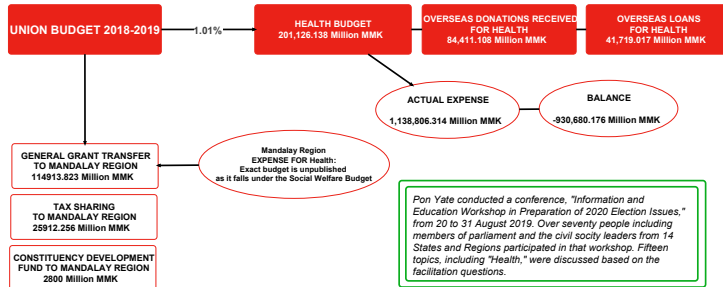 UNION BUDGET 2018-2019
1.01%
HEALTH BUDGET
201,126.138 Million MMK
OVERSEAS DONATIONS RECEIVED
FOR HEALTH
84,411.108 Million MMK
OVERSEAS LOANS
FOR HEALTH
41,719.017 Million MMK
ACTUAL EXPENSE
1,138,806.314 Million MMK
BALANCE
-930,680.176 Million MMK
GENERAL GRANT TRANSFER
TO MANDALAY REGION
114913.823 Million MMK
Mandalay Region
EXPENSE FOR Health:
Exact budget is unpublished
as it falls under the Social Welfare Budget
TAX SHARING
TO MANDALAY REGION
25912.256 Million MMK
CONSTITUENCY DEVELOPMENT
FUND TO MANDALAY REGION
2800 Million MMK
Pon Yate conducted a conference, "Information and
Education Workshop in Preparation of 2020 Election Issues,"
from 20 to 31 August 2019. Over seventy people including
members of parliament and the civil socity leaders from 14
States and Regions participated in that workshop. Fifteen
topics, including "Health," were discussed based on the
facilitation questions.